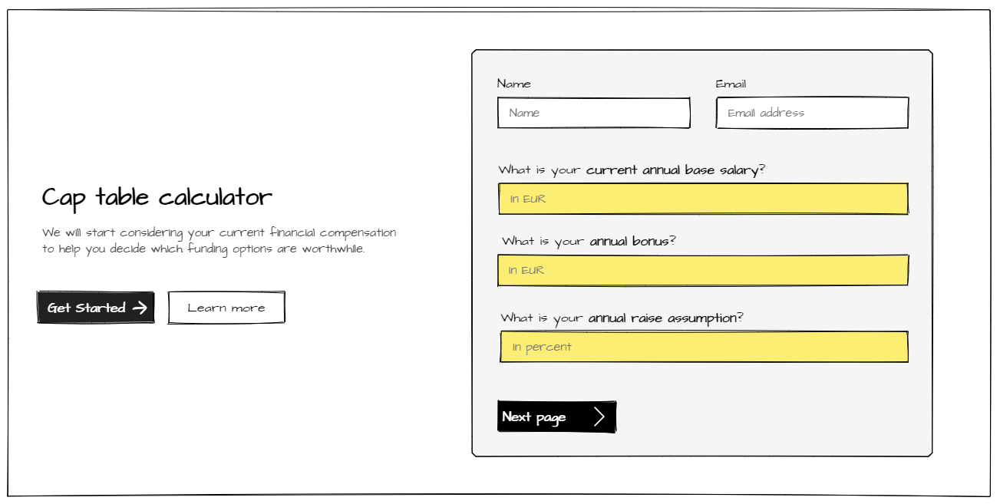 Cap table calculator
We will start considering your current financial compensation
to help you decide which funding options are worthwhile.
Get Started
Learn more
Name
Email
Name
Email address
What is your current annual base salary?
In EUR
What is your annual bonus?
In EUR
What is your annual raise assumption?
In percent
Next page